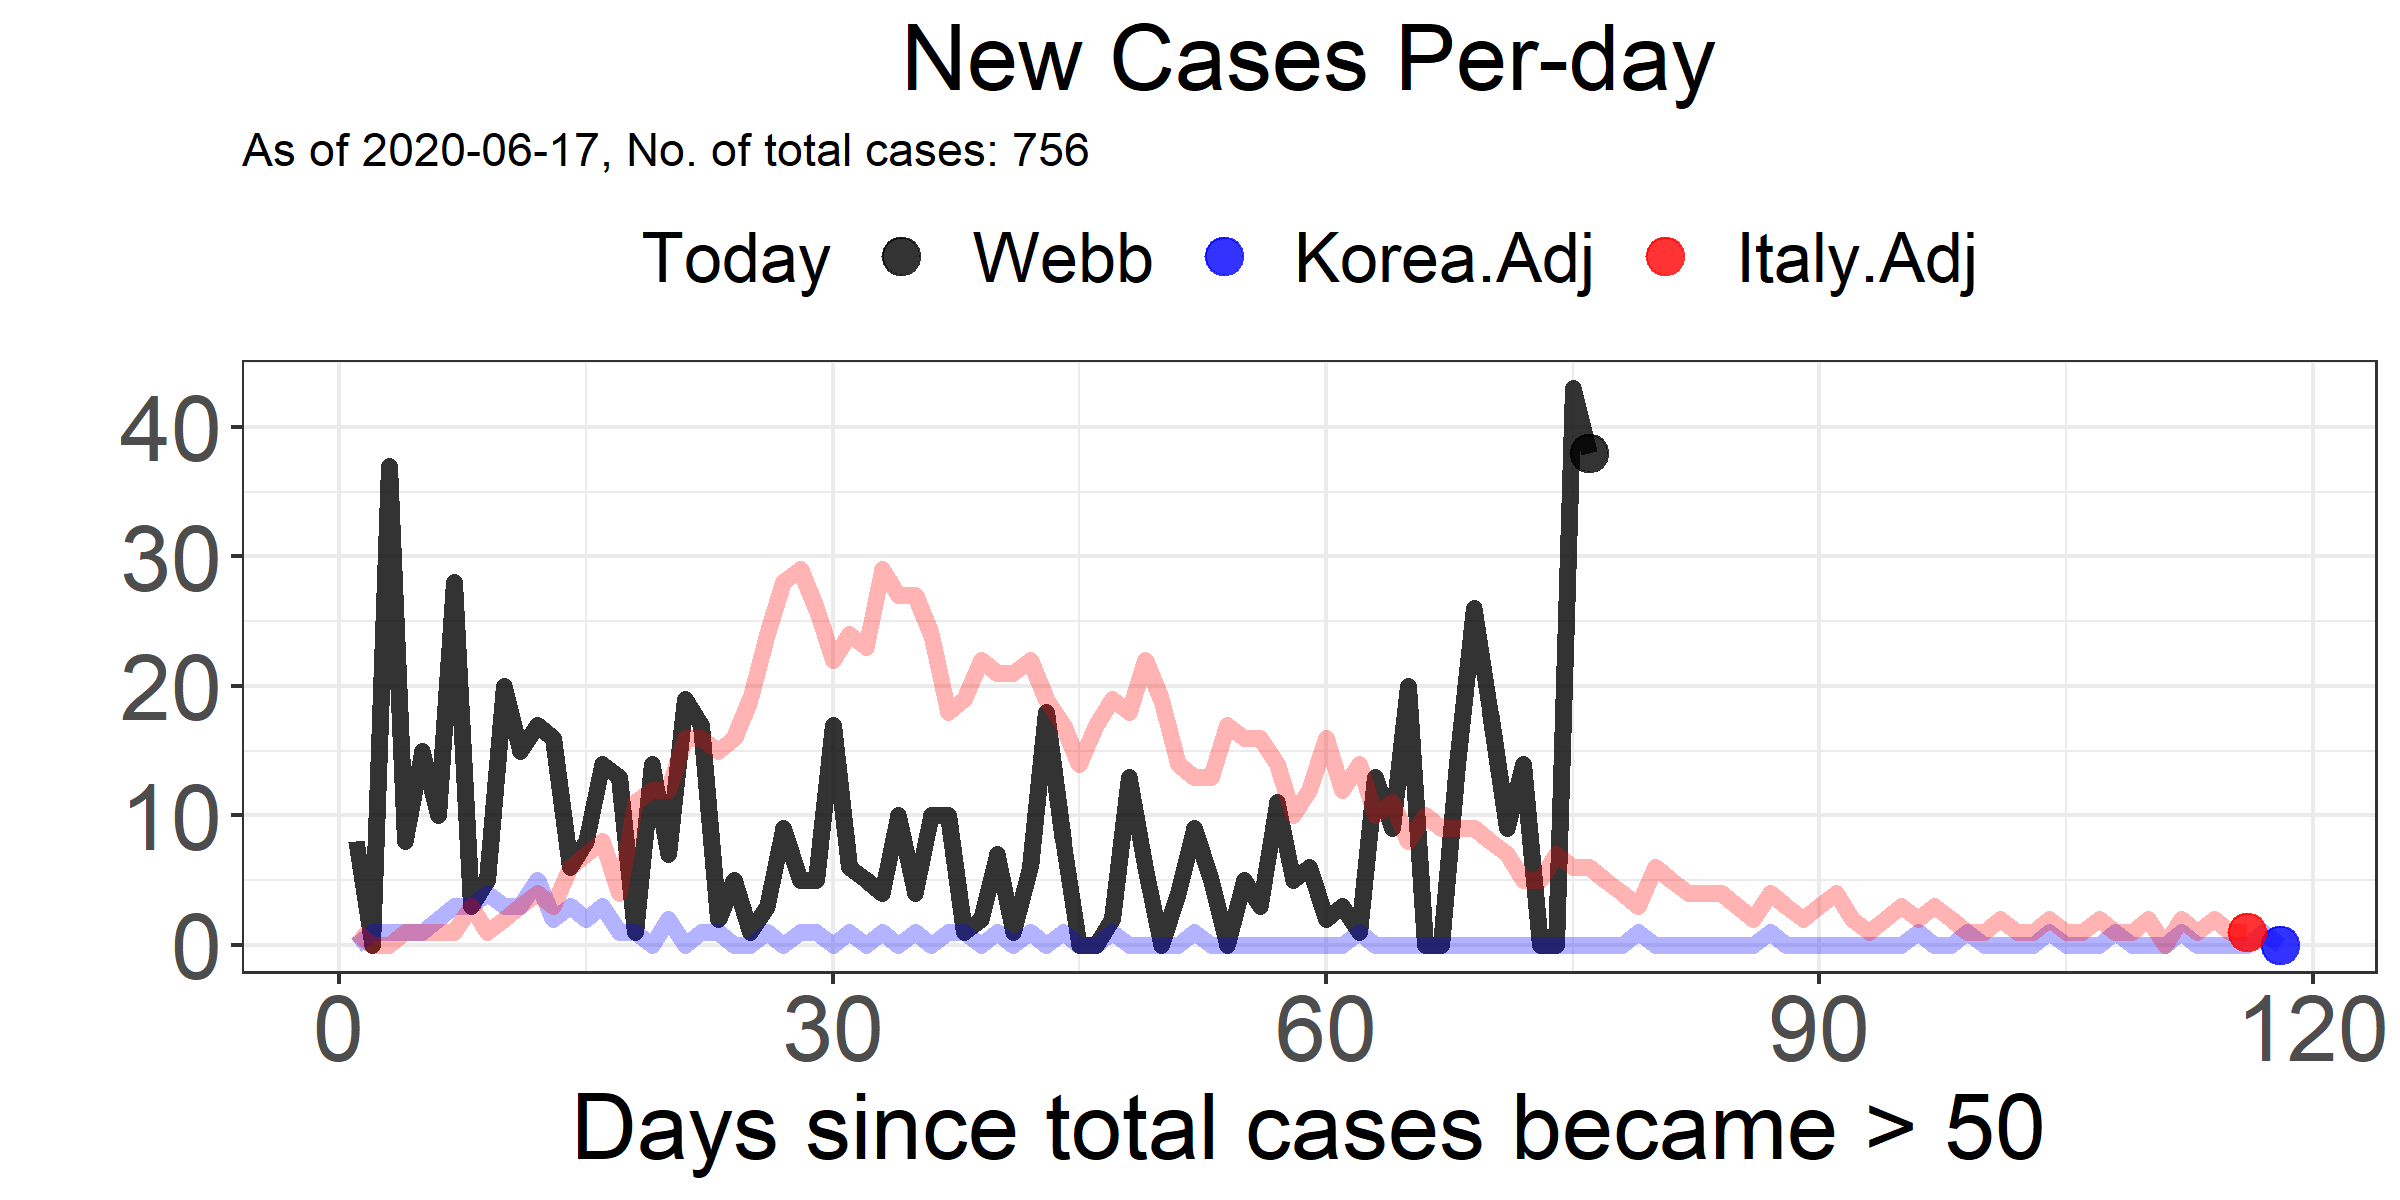 New Cases Per-day
As of 2020-06-17, No. of total cases: 756
Today Webb Korea.Adj Italy.Adj
40
30
20
10
0
0 30 60 90 120
Days since total cases became > 50